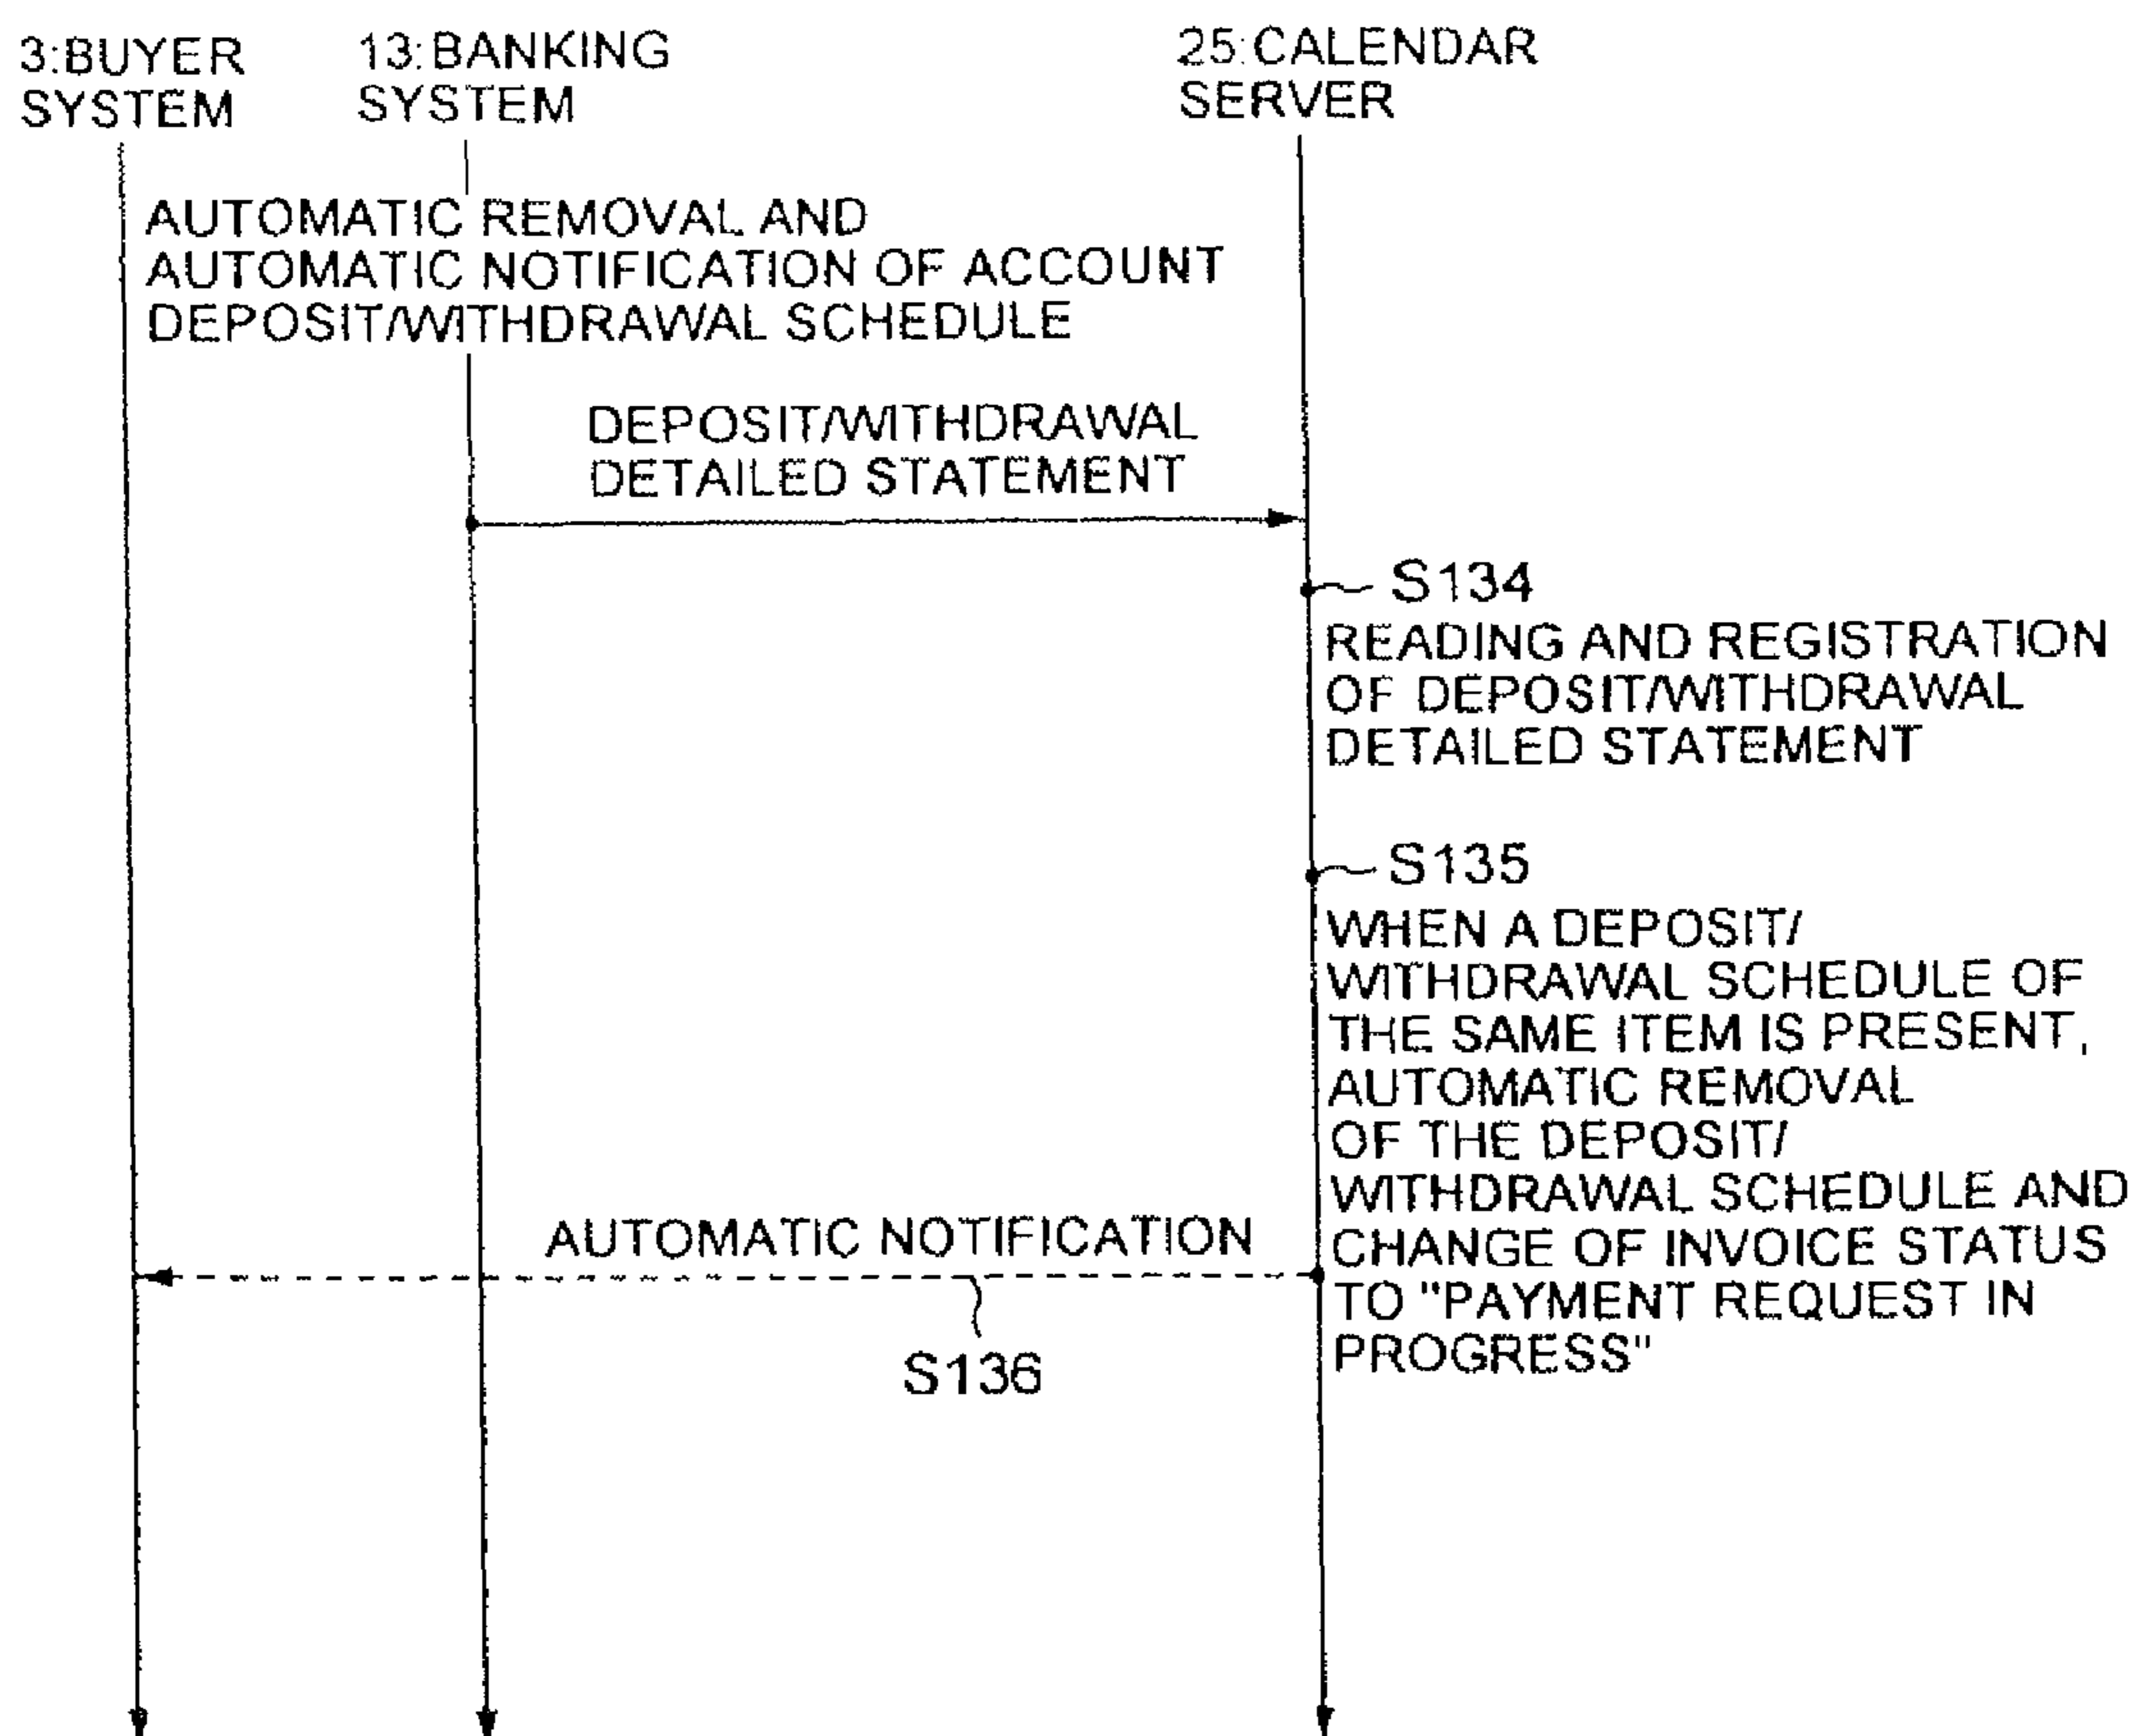 3:BUYER
SYSTEM
13:BANKING
SYSTEM
25:CALENDAR
SERVER
AUTOMATIC REMOVAL AND
AUTOMATIC NOTIFICATION OF ACCOUNT
DEPOSIT/WITHDRAWAL SCHEDULE
DEPOSIT/WITHDRAWAL
DETAILED STATEMENT
S134
READING AND REGISTRATION
OF DEPOSIT/WITHDRAWAL
DETAILED STATEMENT
S135
WHEN A DEPOSIT/
WITHDRAWAL SCHEDULE OF
THE SAME ITEM IS PRESENT,
AUTOMATIC REMOVAL
OF THE DEPOSIT/
WITHDRAWAL SCHEDULE AND
CHANGE OF INVOICE STATUS
TO "PAYMENT REQUEST IN
PROGRESS"
AUTOMATIC NOTIFICATION
S136